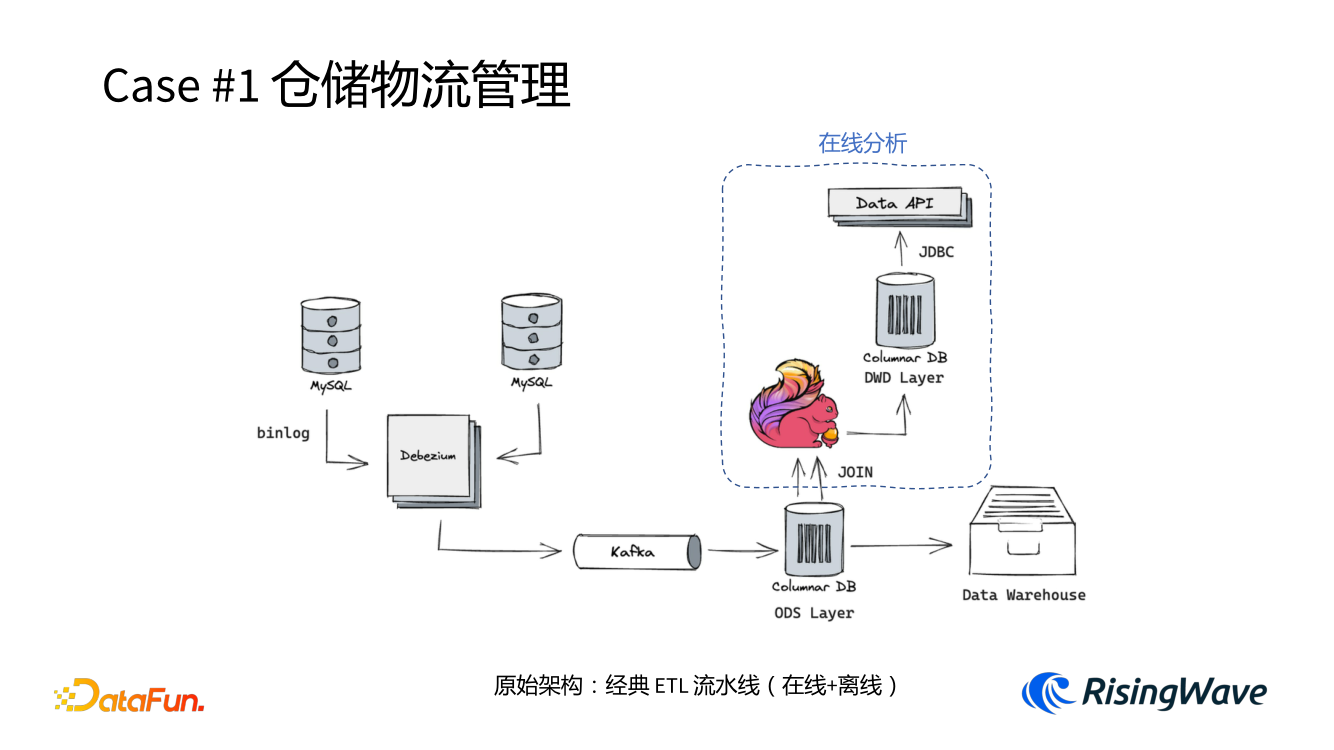 Case #1 仓储物流管理
在线分析
Data API
JDBC
Columnar DB
DWD Layer
MySQL
MySQL
binlog
Debezium
JOIN
Kafka
Columnar DB
ODS Layer
Data Warehouse
DataFun.
原始架构：经典 ETL 流水线（在线+离线）
RisingWave